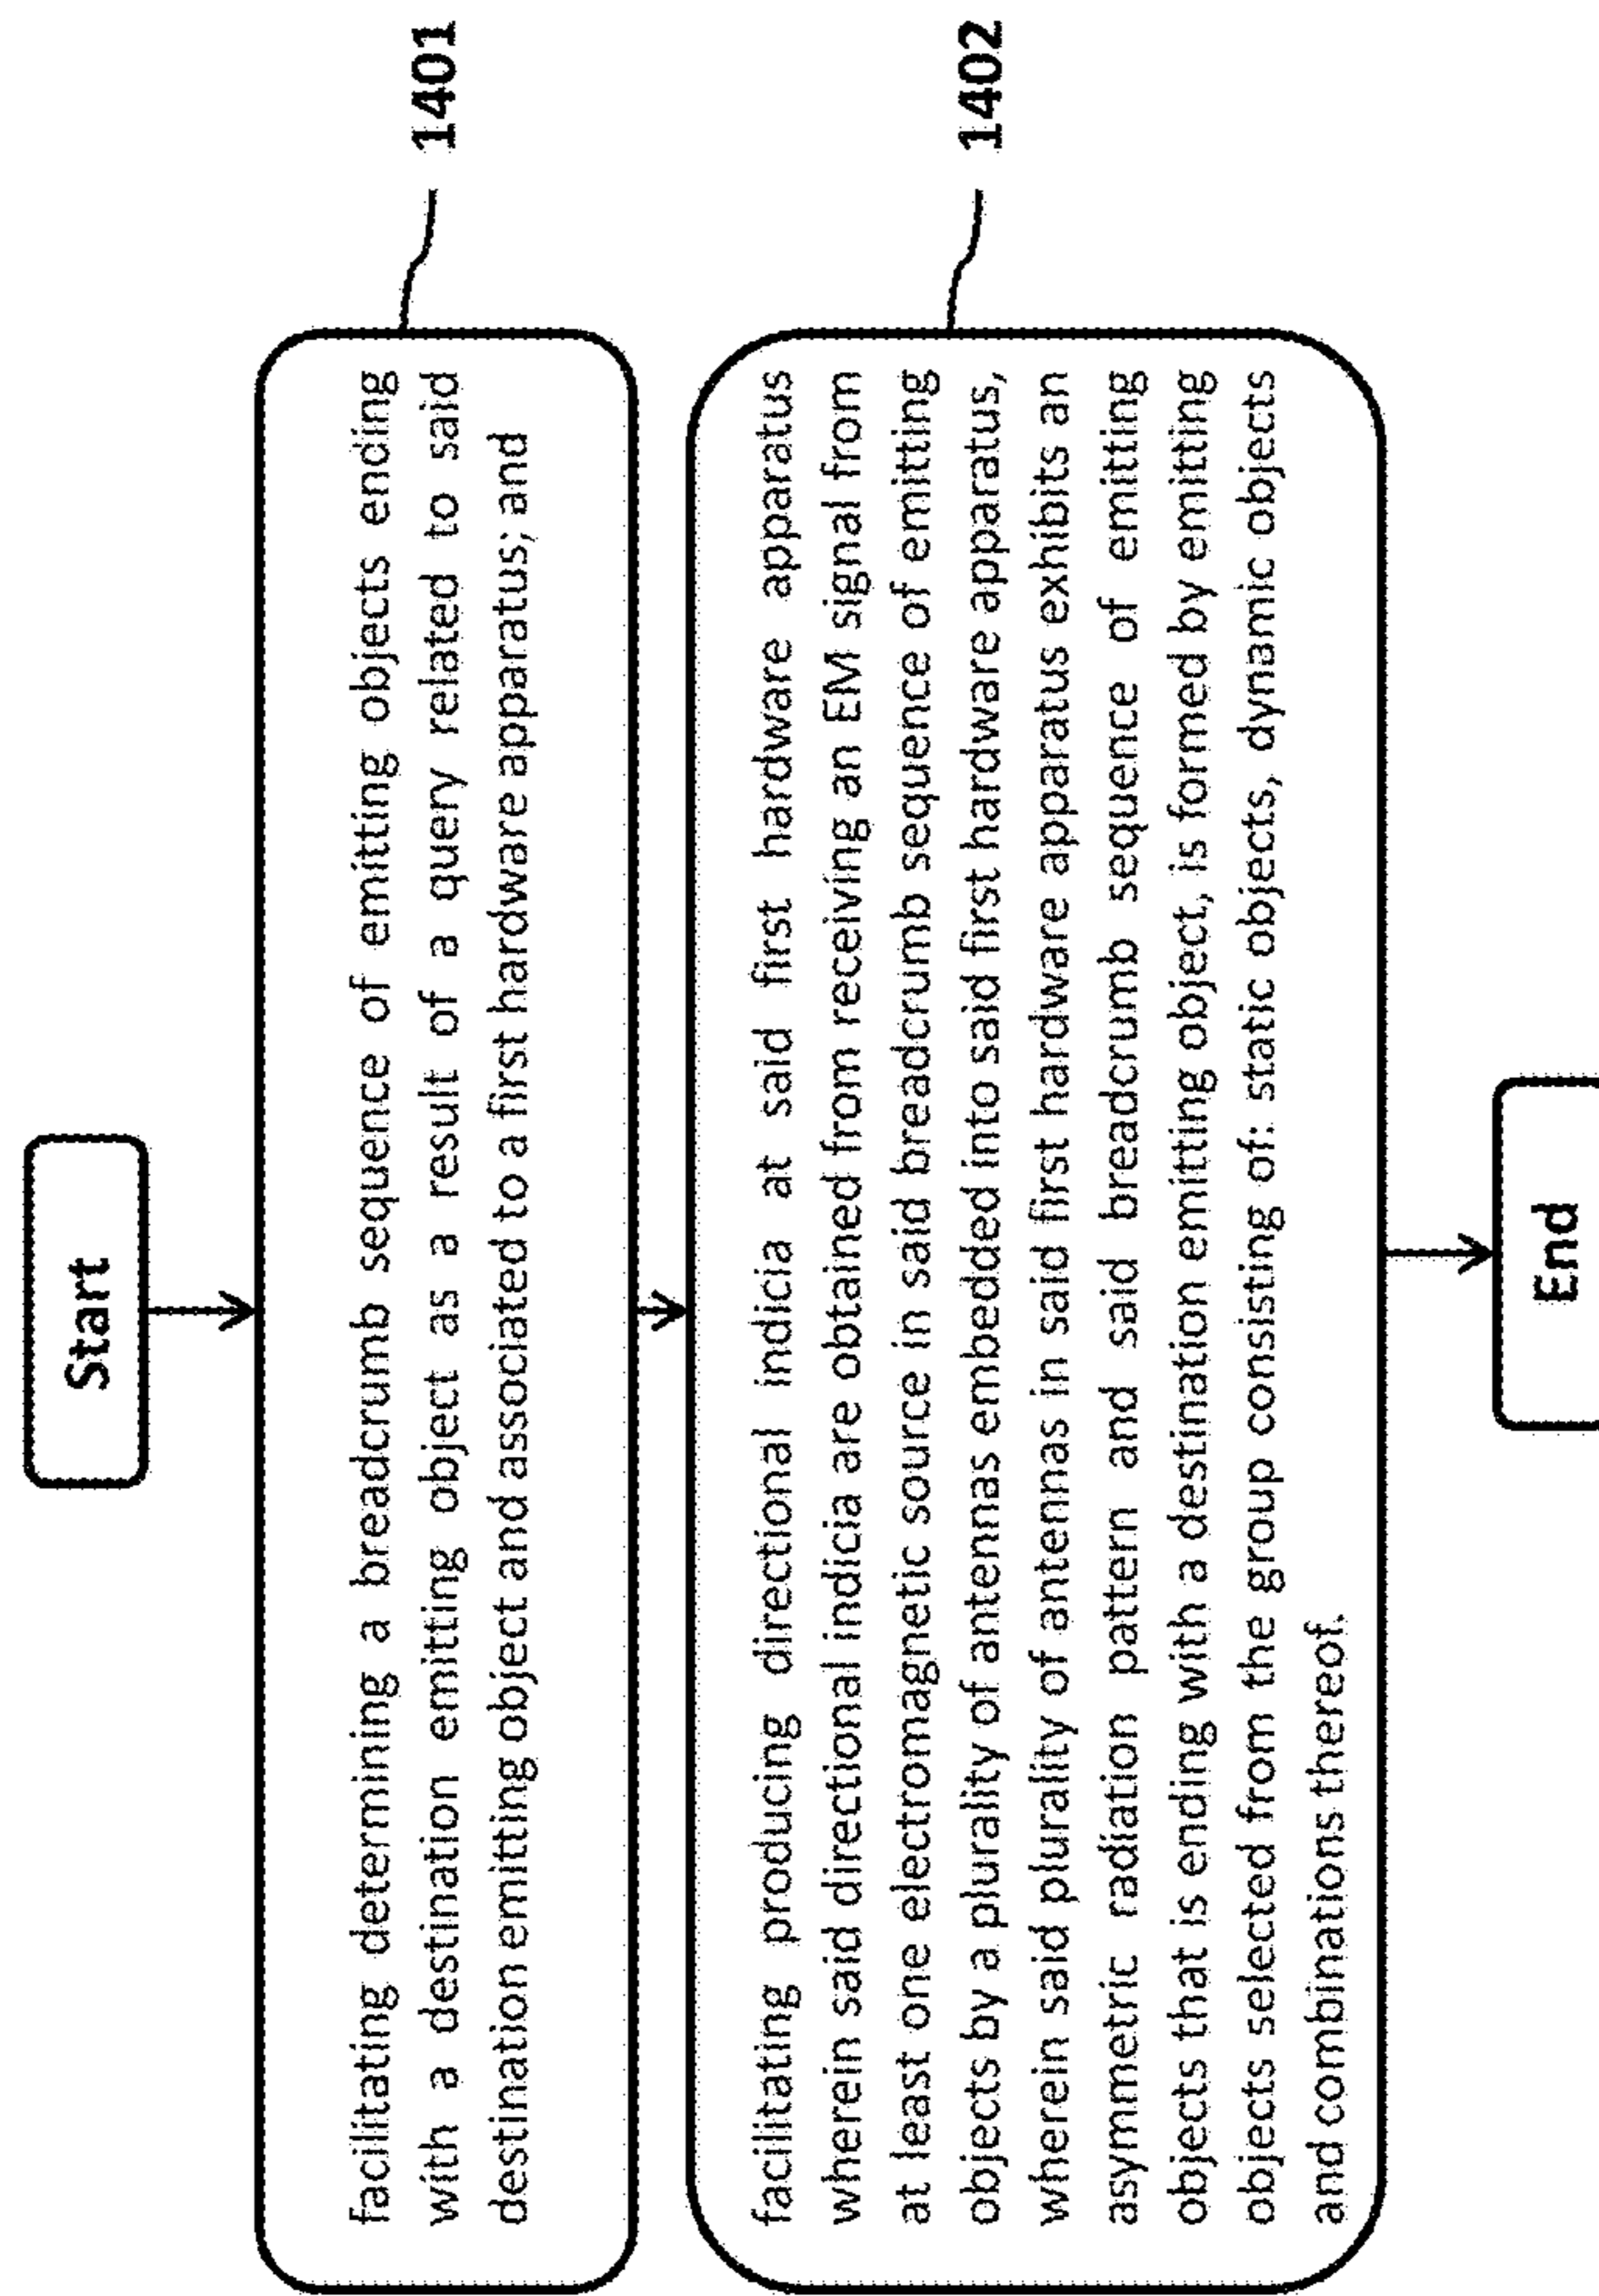 Start
facilitating determining a breadcrumb sequence of emitting objects ending
with a destination emitting object as a result of a query related to said
destination emitting object and associated to a first hardware apparatus; and
1401
facilitating producing directional indicia at said first hardware apparatus
wherein said directional indicia are obtained from receiving an EM signal from
at least one electromagnetic source in said breadcrumb sequence of emitting
objects by a plurality of antennas embedded into said first hardware apparatus,
wherein said plurality of antennas in said first hardware apparatus exhibits an
asymmetric radiation pattern and said breadcrumb sequence of emitting
objects that is ending with a destination emitting object, is formed by emitting
objects selected from the group consisting of: static objects, dynamic objects
and combinations thereof.
1402
End